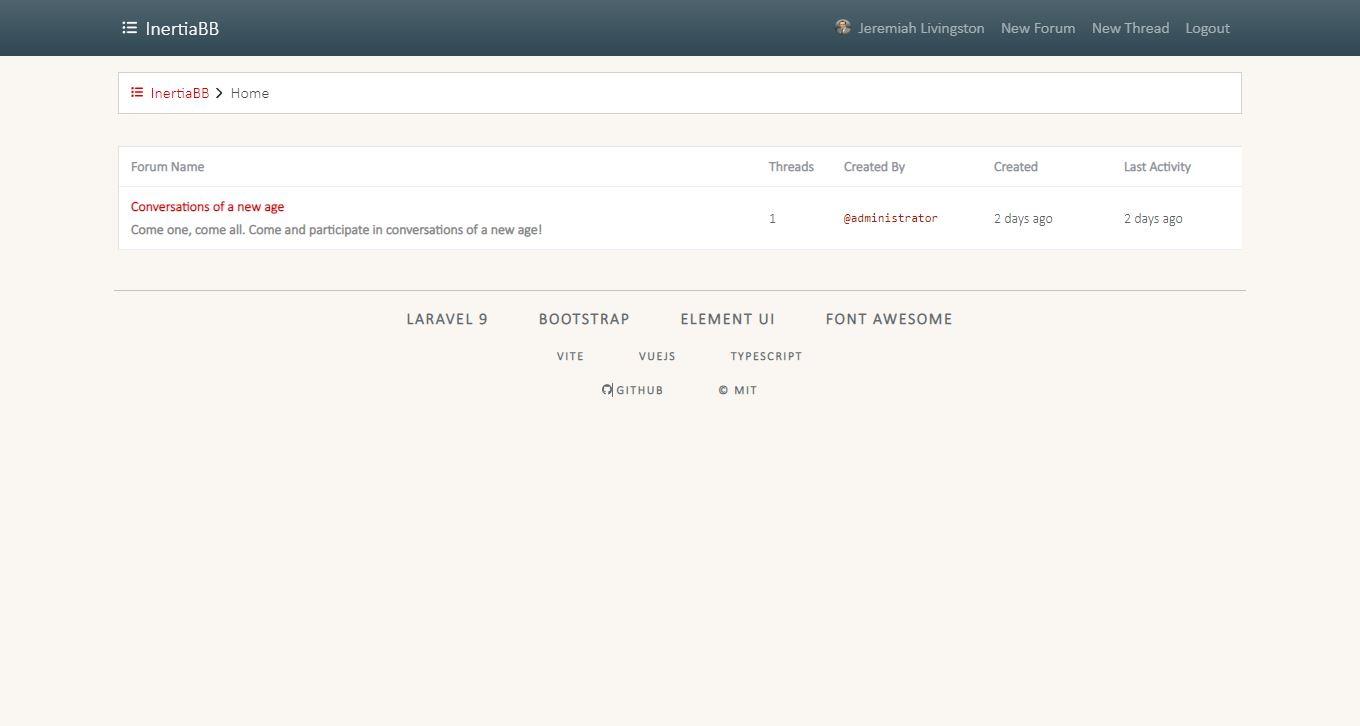 InertiaBB Jeremiah Livingston New Forum New Thread Logout
InertiaBB Home
Forum Name Threads Created By Created Last Activity
Conversations of a new age
Come one, come all. Come and participate in conversations of a new age!
1 @administrator 2 days ago 2 days ago
LARAVEL 9 BOOTSTRAP ELEMENT UI FONT AWESOME
VITE VUEJS TYPESCRIPT
GITHUB © MIT